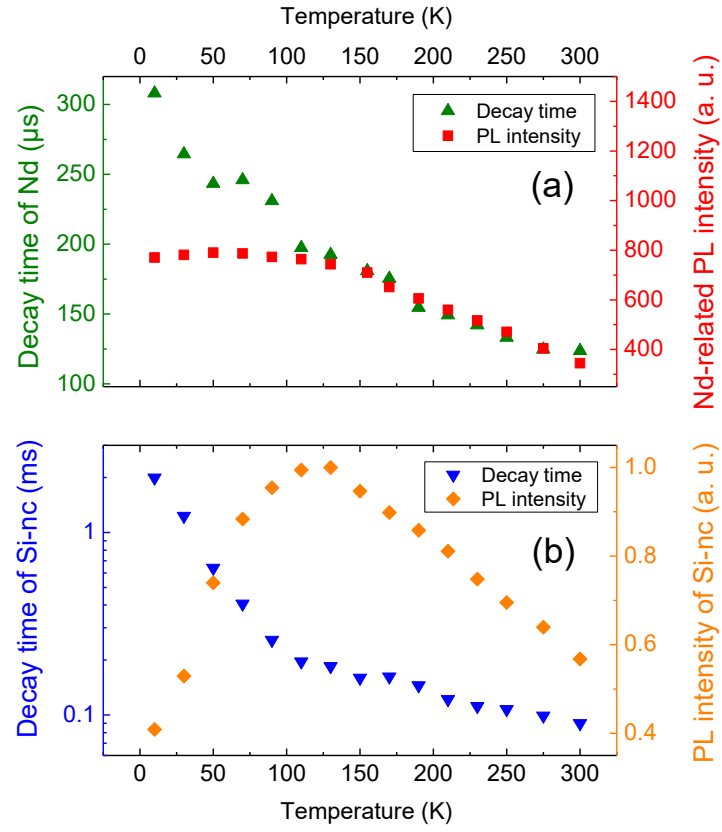 Temperature (K)
0 50 100 150 200 250 300
Decay time of Nd (µs)
300
250
200
150
100
Decay time
PL intensity
(a)
1400
1200
1000
800
600
400
Nd-related PL intensity (a. u.)
Decay time of Si-nc (ms)
1
0.1
Decay time
PL intensity
(b)
1.0
0.8
0.6
0.4
PL intensity of Si-nc (a. u.)
0 50 100 150 200 250 300
Temperature (K)